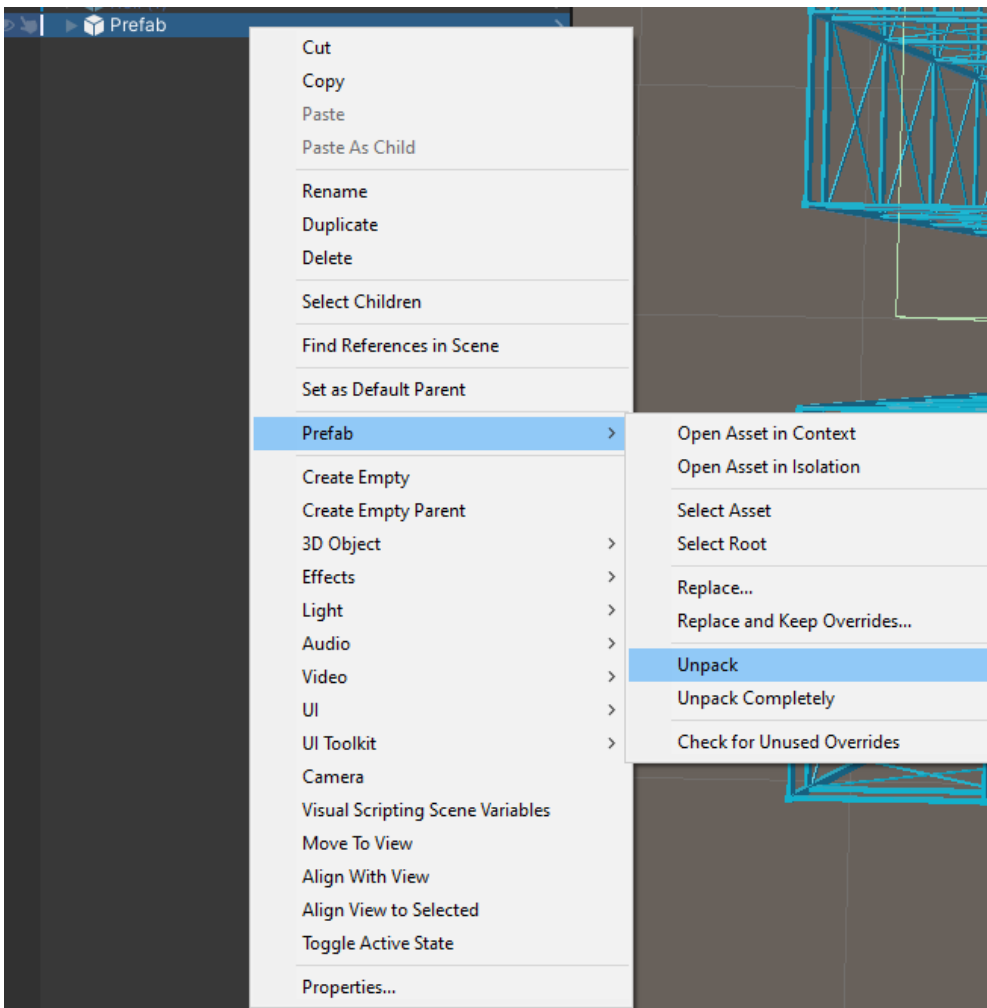 Prefab
Cut
Copy
Paste
Paste As Child
Rename
Duplicate
Delete
Select Children
Find References in Scene
Set as Default Parent
Prefab
Create Empty
Create Empty Parent
3D Object
Effects
Light
Audio
Video
UI
UI Toolkit
Camera
Visual Scripting Scene Variables
Move To View
Align With View
Align View to Selected
Toggle Active State
Properties...
Open Asset in Context
Open Asset in Isolation
Select Asset
Select Root
Replace...
Replace and Keep Overrides...
Unpack
Unpack Completely
Check for Unused Overrides